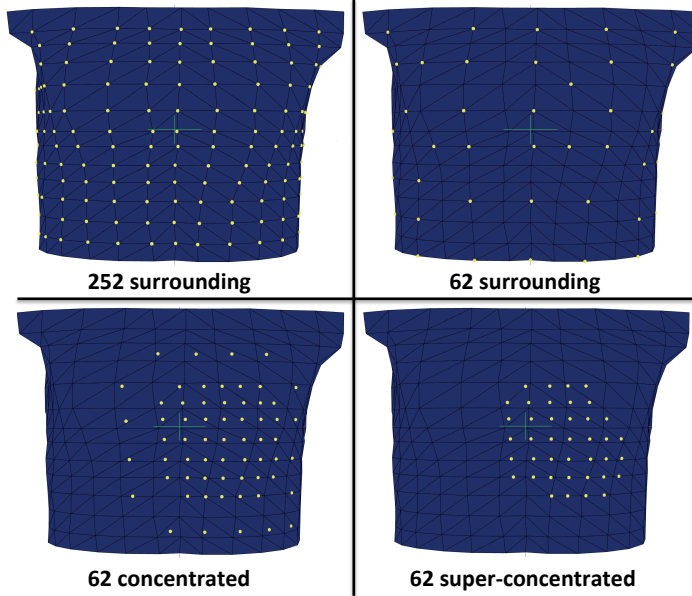 252 surrounding
62 surrounding
62 concentrated
62 super-concentrated